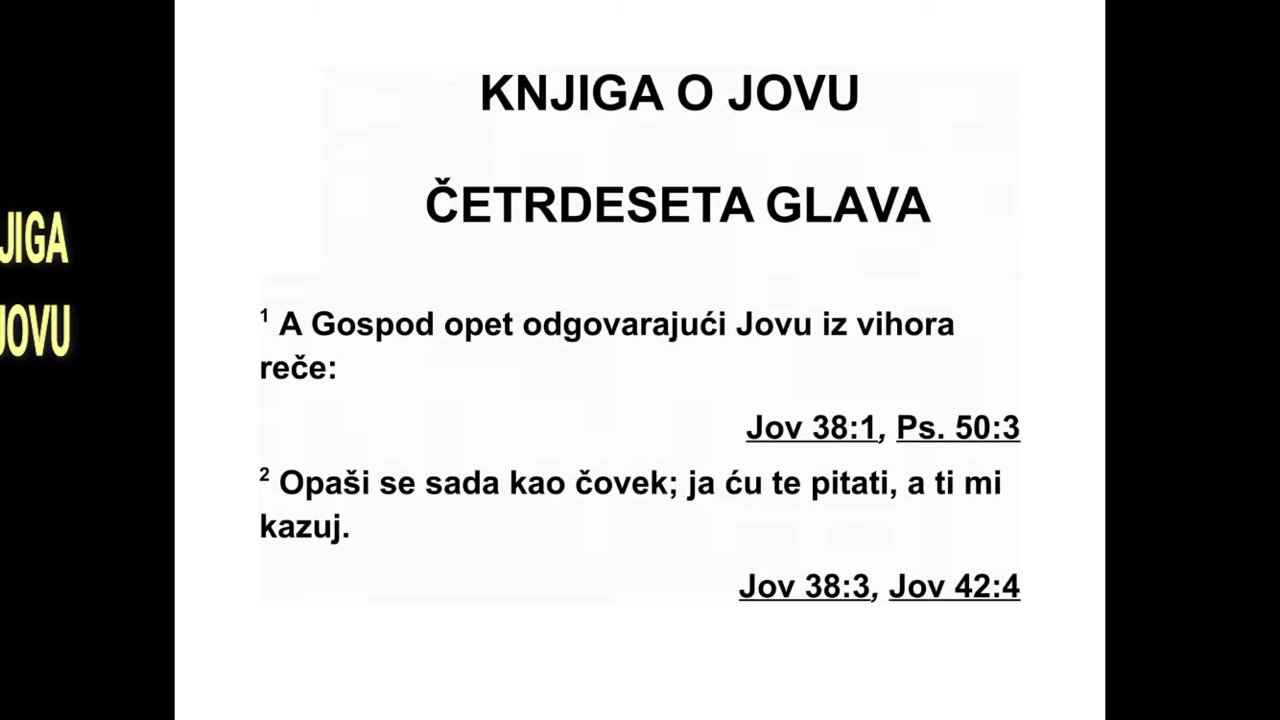 KNJIGA O JOVU
ČETRDESETA GLAVA
JIGA
JOVU
1 A Gospod opet odgovarajući Jovu iz vihora
reče:
Jov 38:1, Ps. 50:3
2 Opaši se sada kao čovek; ja ću te pitati, a ti mi
kazuj.
Jov 38:3, Jov 42:4